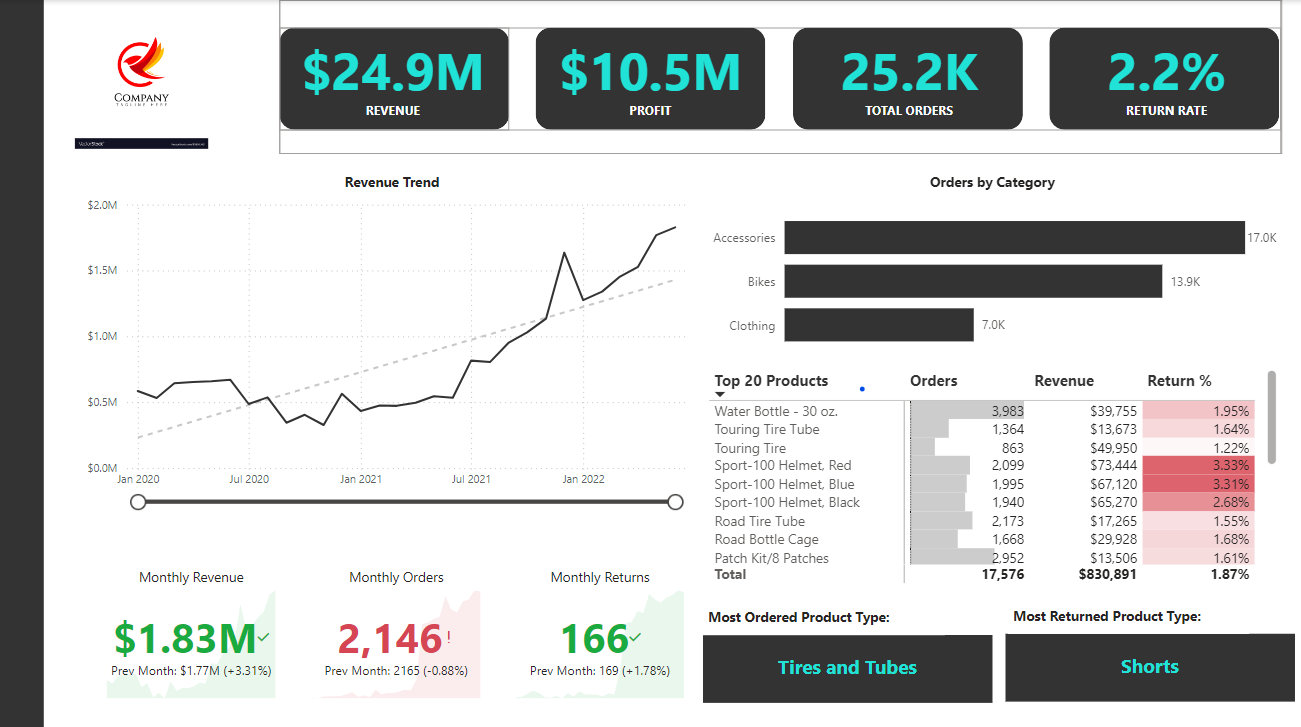 COMPANY
TAGLINE HERE
VectorStock
$24.9M
REVENUE
$10.5M
PROFIT
25.2K
TOTAL ORDERS
2.2%
RETURN RATE
Revenue Trend
$2.0M
$1.5M
$1.0M
$0.5M
$0.0M
Jan 2020 Jul 2020 Jan 2021 Jul 2021 Jan 2022
Orders by Category
Accessories 17.0K
Bikes 13.9K
Clothing 7.0K
Top 20 Products Orders Revenue Return %
Water Bottle - 30 oz. 3,983 $39,755 1.95%
Touring Tire Tube 1,364 $13,673 1.64%
Touring Tire 863 $49,950 1.22%
Sport-100 Helmet, Red 2,099 $73,444 3.33%
Sport-100 Helmet, Blue 1,995 $67,120 3.31%
Sport-100 Helmet, Black 1,940 $65,270 2.68%
Road Tire Tube 2,173 $17,265 1.55%
Road Bottle Cage 1,668 $29,928 1.68%
Patch Kit/8 Patches 2,952 $13,506 1.61%
Total 17,576 $830,891 1.87%
Monthly Revenue
$1.83M
Prev Month: $1.77M (+3.31%)
Monthly Orders
2,146!
Prev Month: 2165 (-0.88%)
Monthly Returns
166
Prev Month: 169 (+1.78%)
Most Ordered Product Type:
Tires and Tubes
Most Returned Product Type:
Shorts